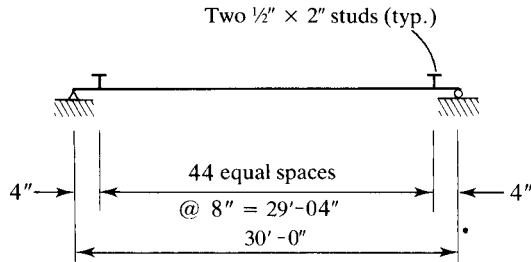 Two ½″ × 2″ studs (typ.)
44 equal spaces
4″
4″
@ 8″ = 29′-04″
30′-0″